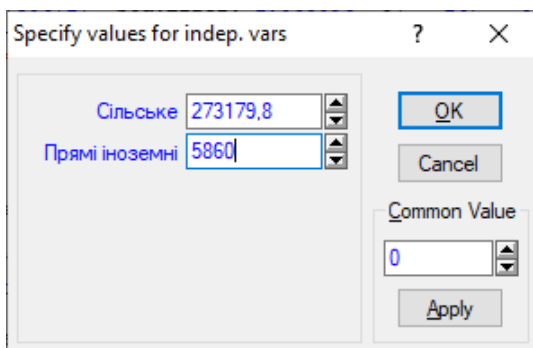 Specify values for indep. vars ? X
Сільське 273179,8
Прямі іноземні 5860
OK
Cancel
Common Value
0
Apply